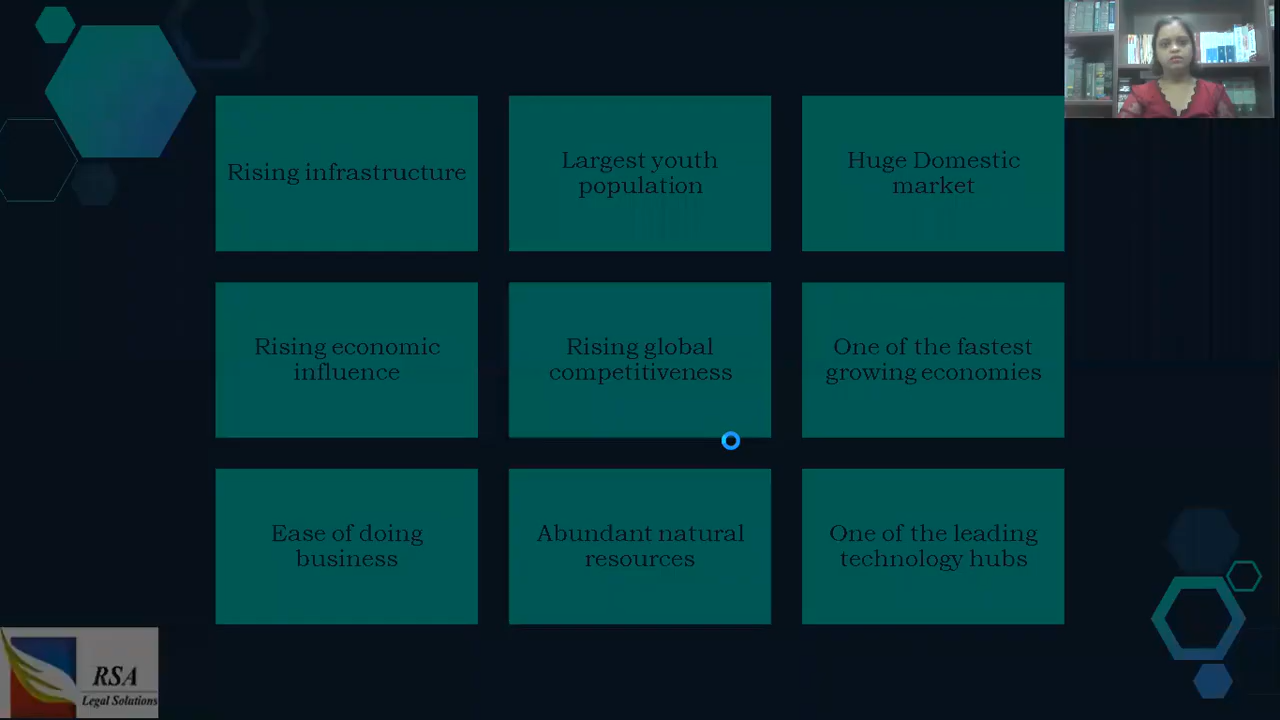 Rising infrastructure
Largest youth
population
Huge Domestic
market
Rising economic
influence
Rising global
competitiveness
One of the fastest
growing economies
Ease of doing
business
Abundant natural
resources
One of the leading
technology hubs
RSA
Legal Solutions